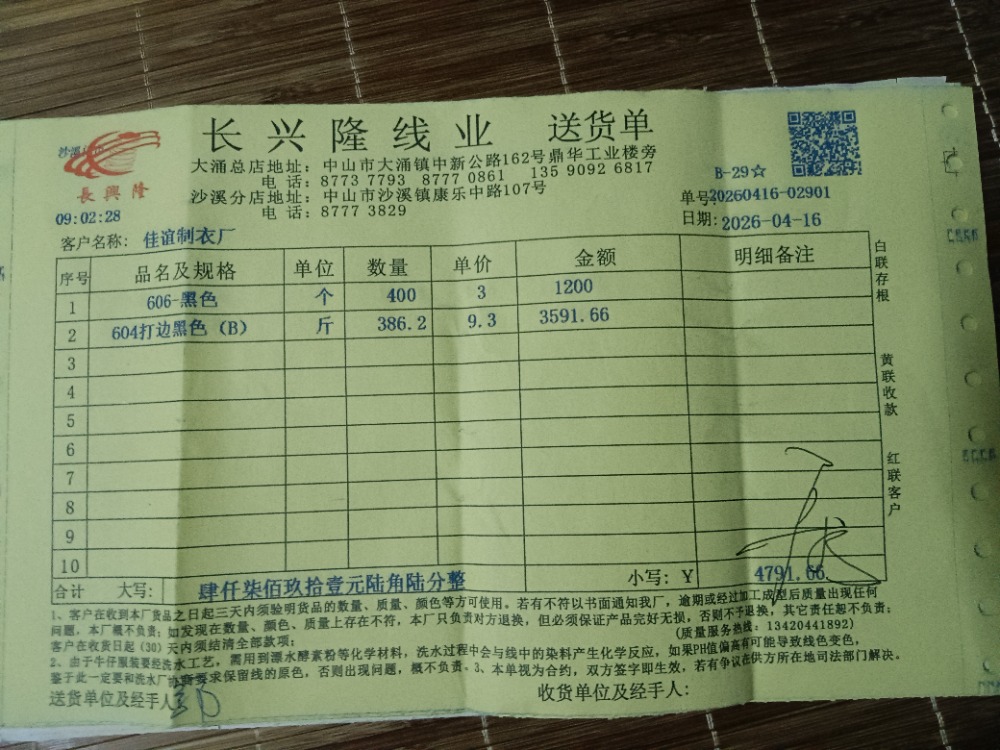 长兴隆线业 送货单
大涌总店地址：中山市大涌镇中新公路162号鼎华工业楼旁
电 话：8773 7793 8777 0861 135 9092 6817
沙溪分店地址：中山市沙溪镇康乐中路107号
电 话：8777 3829
長興隆
B-29☆
单号:20260416-02901
09:02:28
日期: 2026-04-16
客户名称: 佳谊制衣厂
序号 品名及规格 单位 数量 单价 金额 明细备注
1 606-黑色 个 400 3 1200
2 604打边黑色（B） 斤 386.2 9.3 3591.66
3
4
5
6
7
8
9
10
合计 大写: 肆仟柒佰玖拾壹元陆角陆分整 小写: Y 4791.66
白联存根
黄联收款
红联客户
1、客户在收到本厂货品之日起三天内须验明货品的数量、质量、颜色等方可使用。若有不符以书面通知我厂，逾期或经过加工成型后质量出现任何
问题，本厂概不负责；如发现在数量、颜色、质量上存在不符，本厂只负责对方退换，但必须保证产品完好无损，否则不予退换，其它责任起不负责；
客户在收货日起（30）天内须结清全部款项； (质量服务热线：13420441892)
2、由于牛仔服装要经洗水工艺，需用到漂水酵素粉等化学材料，洗水过程中会与线中的染料产生化学反应，如果PH值偏高有可能导致线色变色，
鉴于此一定要和洗水厂协商要求保留线的原色，否则出现问题，概不负责。3、本单视为合约，双方签字即生效，若有争议在供方所在地司法部门解决。
送货单位及经手人
收货单位及经手人: